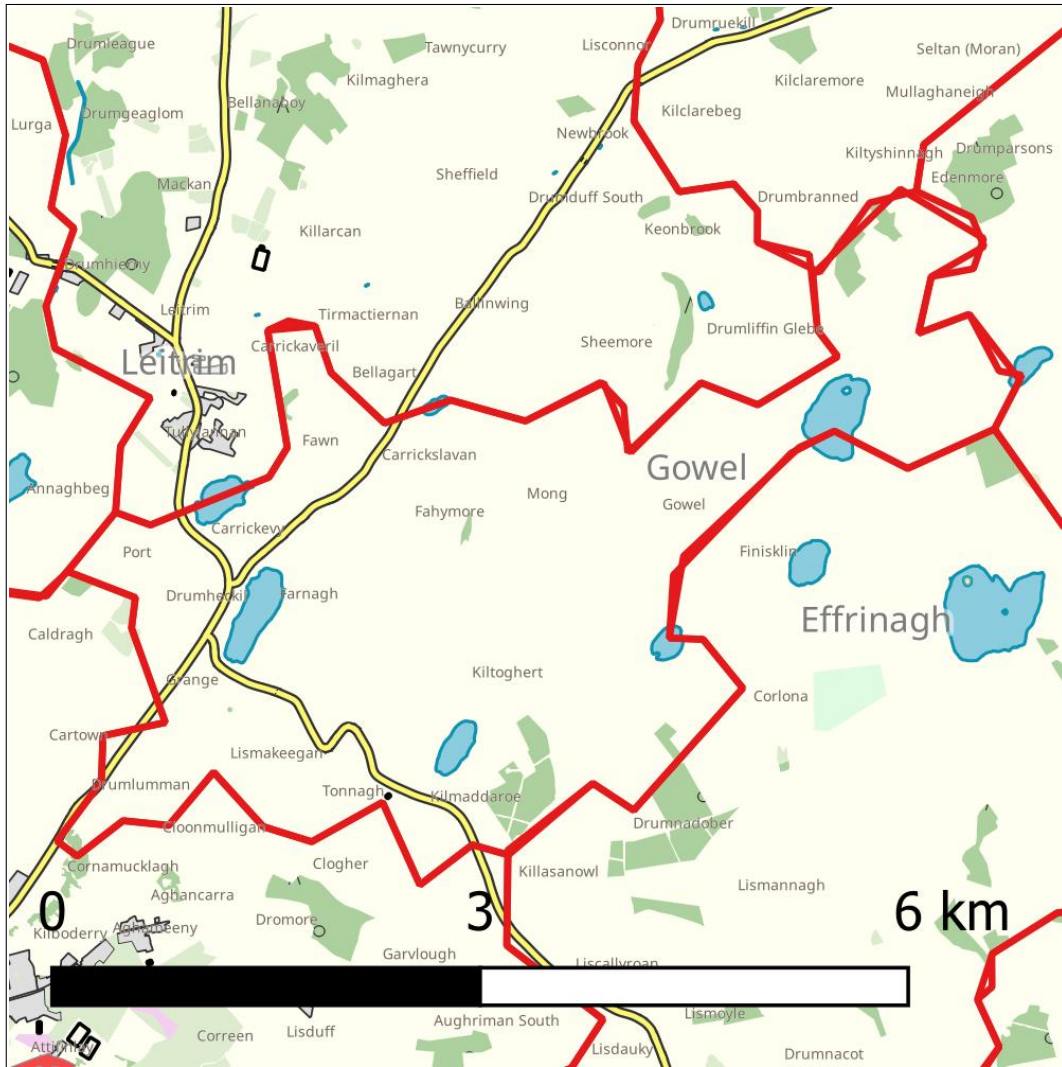 Drumruekill
Drumleague
Lisconnor
Tawnycurry
Seltan (Moran)
Kilmaghera
Kilclaremore
Mullaghaneigh
Bellanaboy
Drumgeaglom
Kilclarebeg
Lurga
Newbrook
Drumparsons
Kiltyshinnagh
Sheffield
Edenmore
Mackan
Drumduff South
Drumbranned
Killarcan
Keonbrook
Drumhierny
Ballinwing
Leitrim
Tirmactiernan
Drumliffin Glebe
Sheemore
Carrickaveril
Leitrim
Bellagart
Tullylannan
Fawn
Carrickslavan
Gowel
Annaghbeg
Mong
Gowel
Fahymore
Carrickevy
Port
Finisklin
Drumheckil
Farnagh
Effrinagh
Caldragh
Kiltoghert
Grange
Corlona
Cartown
Lismakeegan
Drumlumman
Tonnagh
Kilmaddaroe
Cloonmulligan
Drumnadober
Clogher
Cornamucklagh
Killasanowl
Lismannagh
Aghancarra
0 3 6 km
Dromore
Kilboderry
Aghameeny
Garvlough
Liscallyroan
Lismoyle
Aughriman South
Lisduff
Correen
Lisdauky
Drumnacot